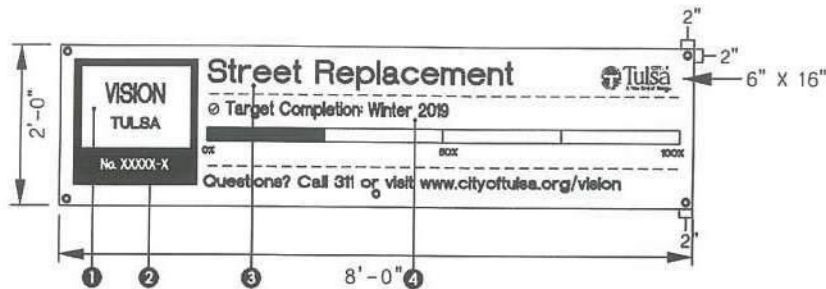 2"
2"
6" X 16"
2'-0"
VISION
TULSA
No. XXXXX-X
Street Replacement
Tulsa
Target Completion: Winter 2019
0%
50%
100%
Questions? Call 311 or visit www.cityoftulsa.org/vision
2"
8'-0"
1
2
3
4